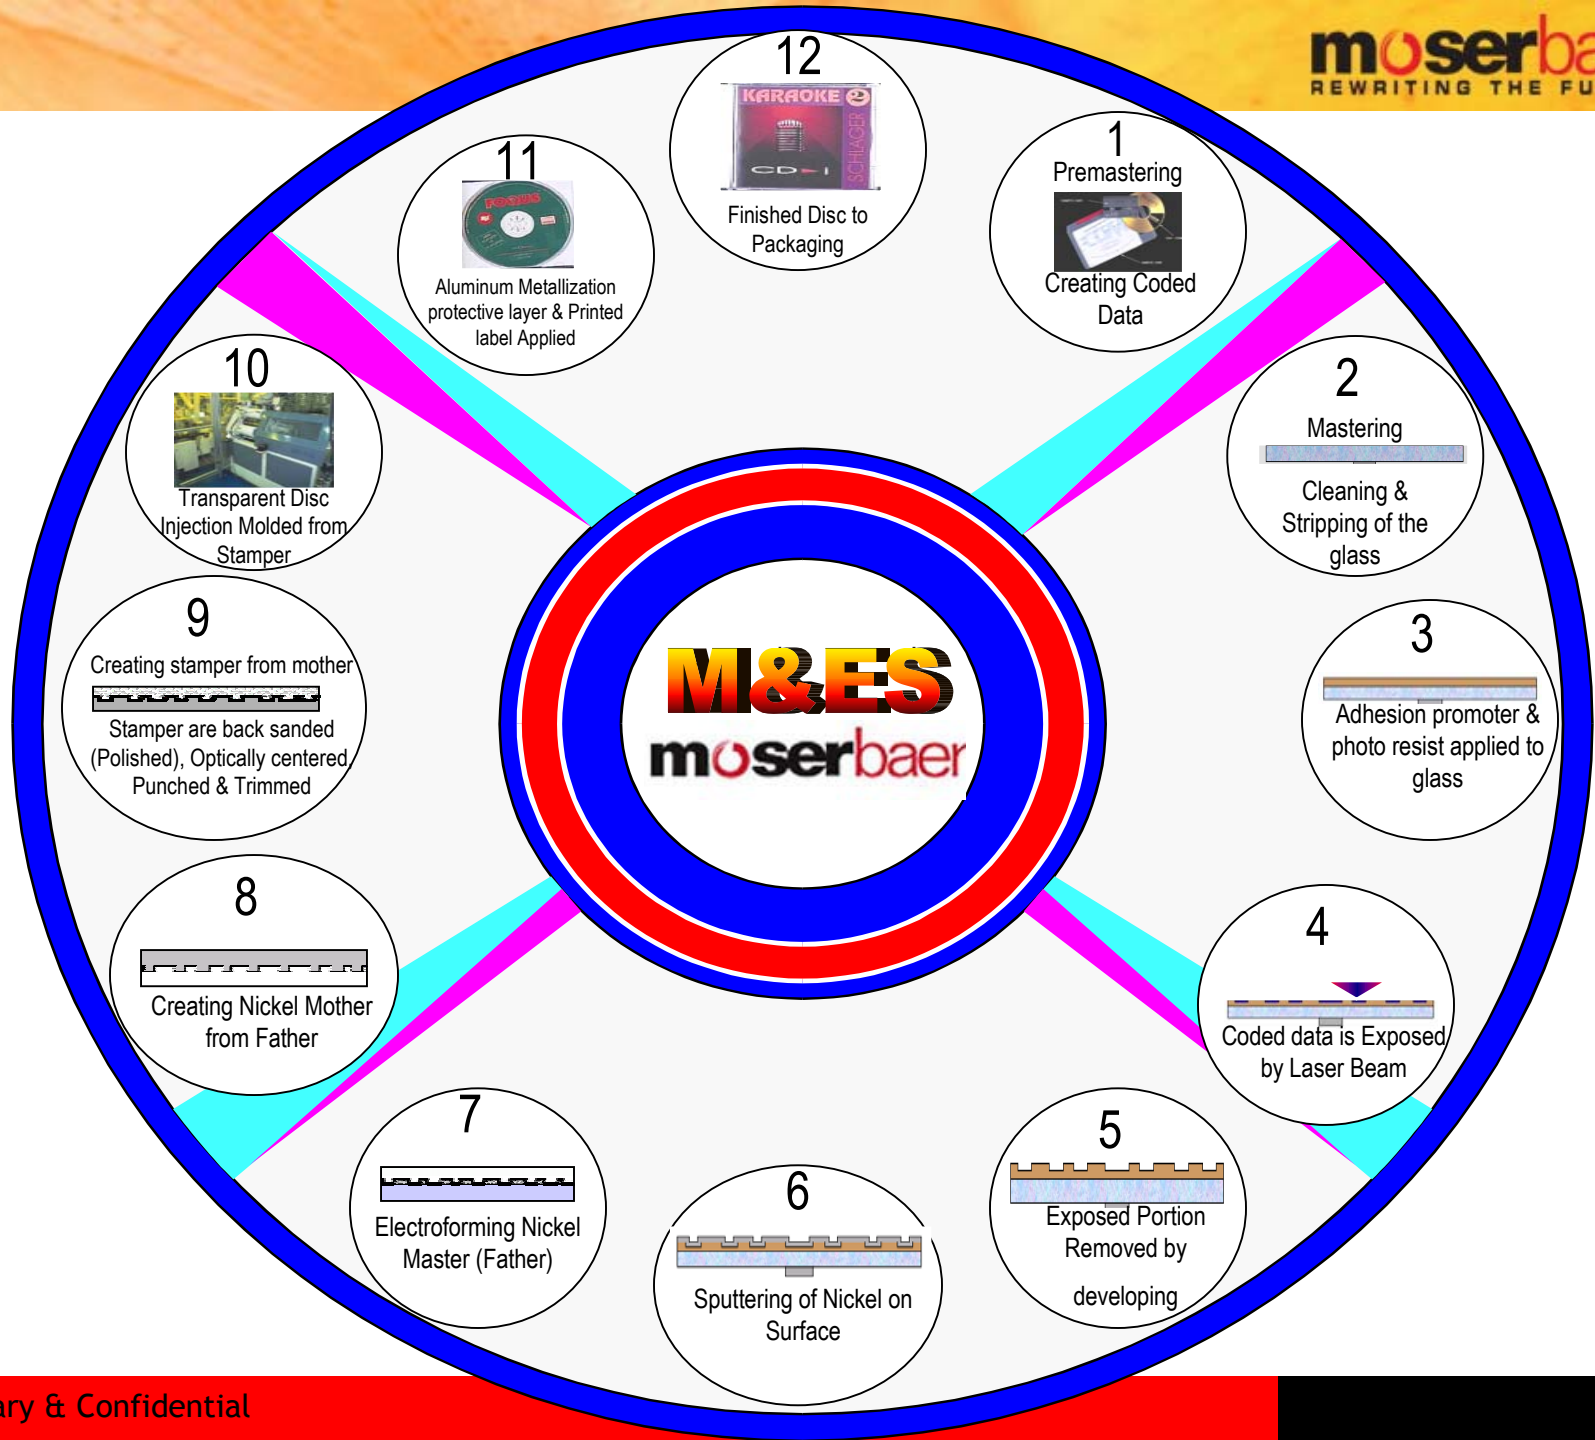 moserba
REWRITING THE FU
12
KARAOKE 2
SCHLAGER
CD-i
Finished Disc to
Packaging
1
Premastering
Creating Coded
Data
2
Mastering
Cleaning &
Stripping of the
glass
3
Adhesion promoter &
photo resist applied to
glass
4
Coded data is Exposed
by Laser Beam
5
Exposed Portion
Removed by
developing
6
Sputtering of Nickel on
Surface
7
Electroforming Nickel
Master (Father)
8
Creating Nickel Mother
from Father
9
Creating stamper from mother
Stamper are back sanded
(Polished), Optically centered,
Punched & Trimmed
10
Transparent Disc
Injection Molded from
Stamper
11
FOCUS
Aluminum Metallization
protective layer & Printed
label Applied
M&ES
moserbaer
ary & Confidential